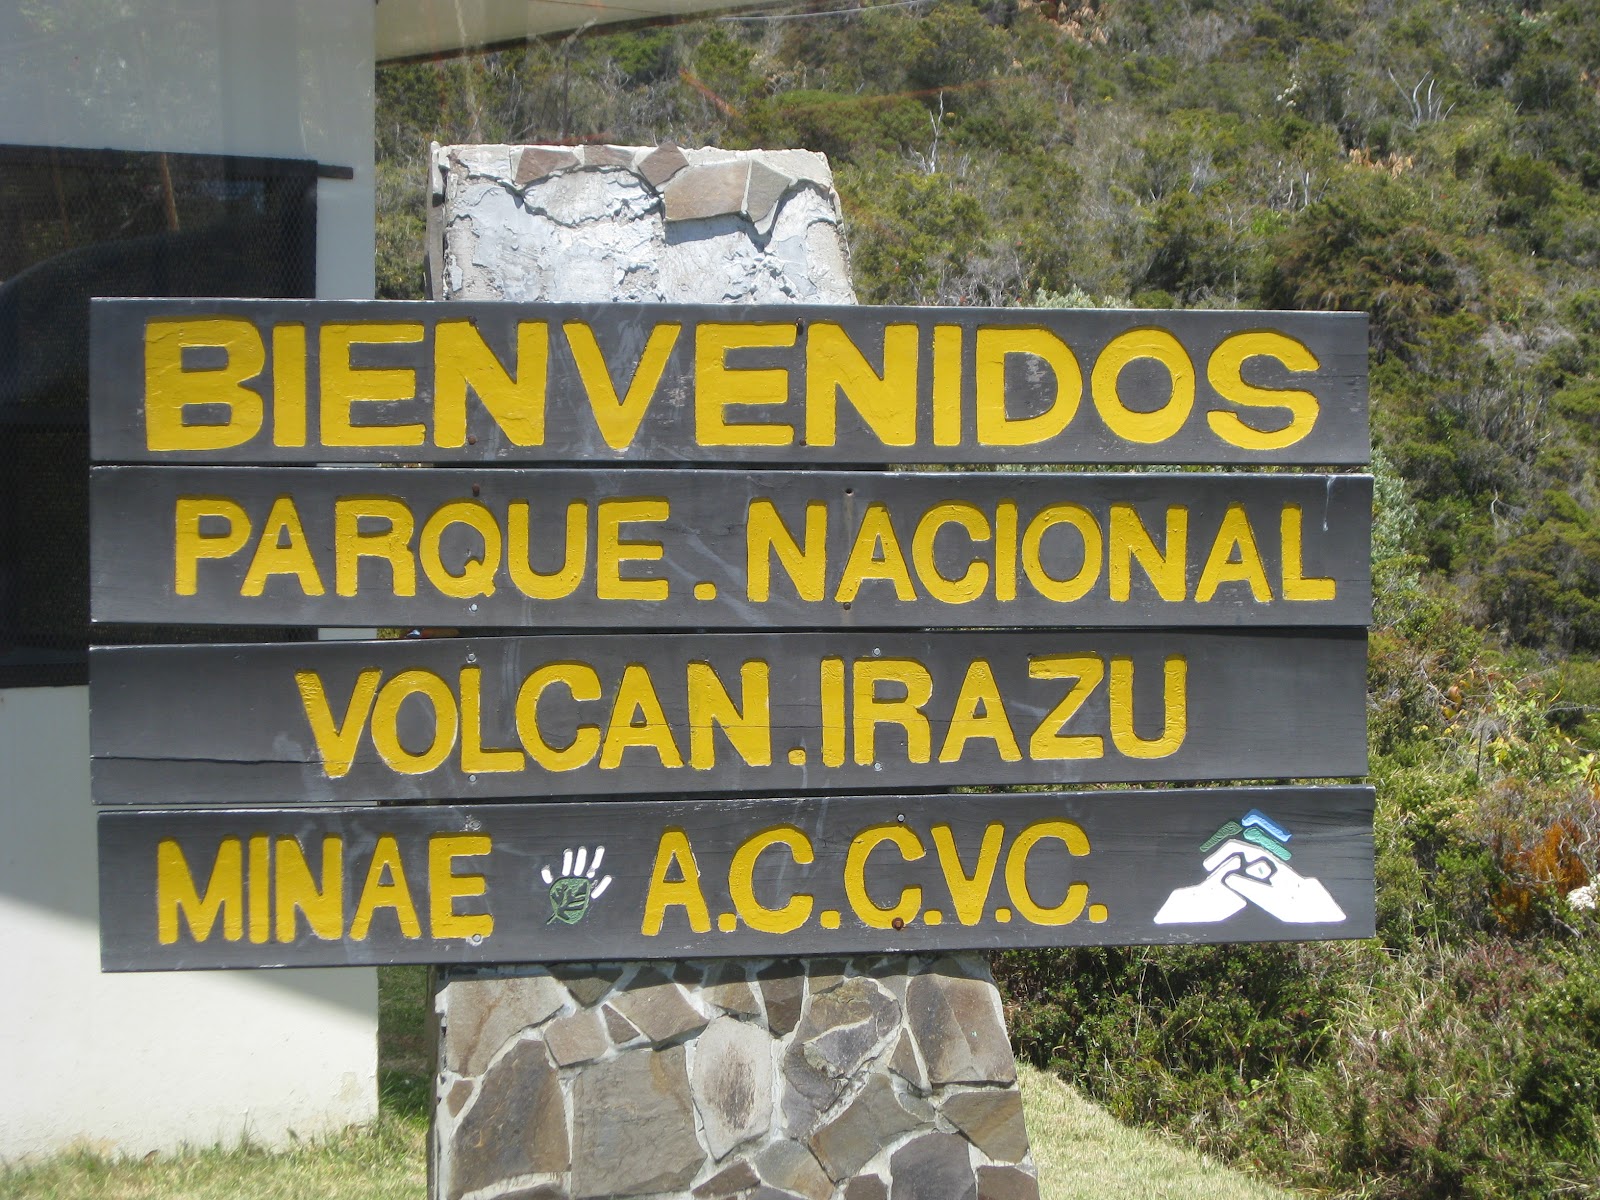 BIENVENIDOS
PARQUE. NACIONAL
VOLCAN. IRAZU
MINAE A.C.C.V.C.